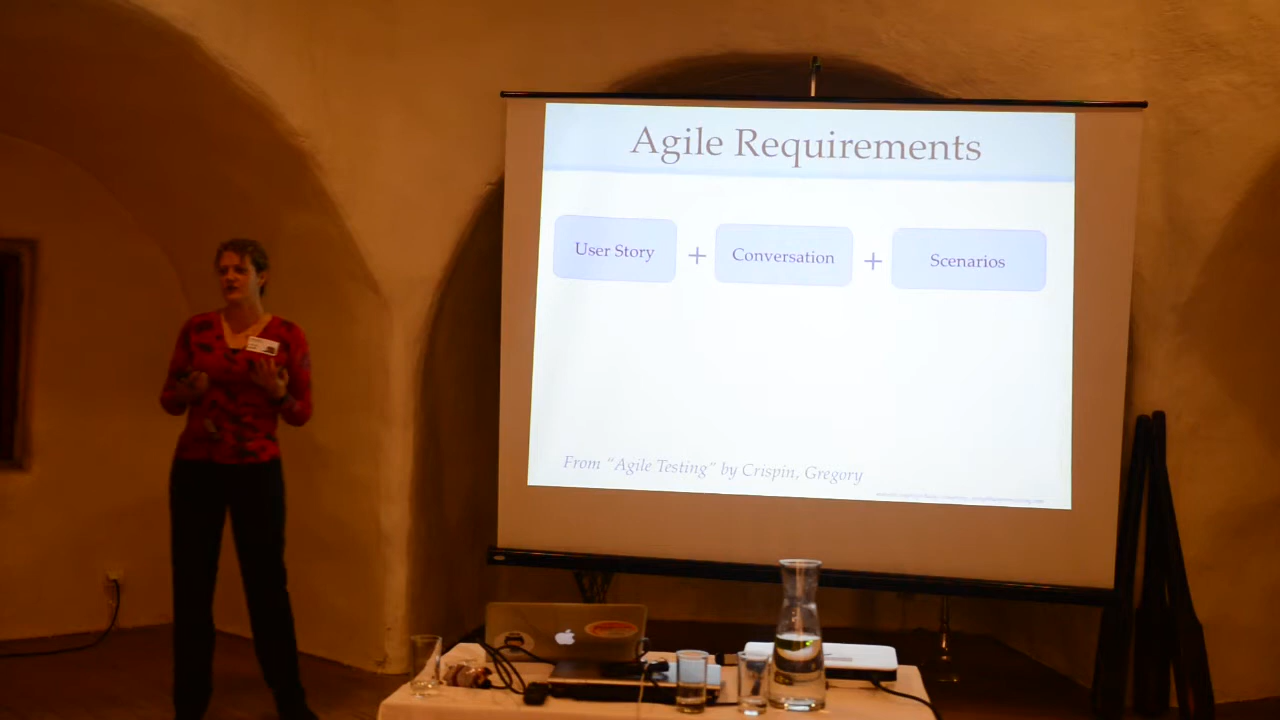 Agile Requirements
User Story + Conversation + Scenarios
From “Agile Testing” by Crispin, Gregory